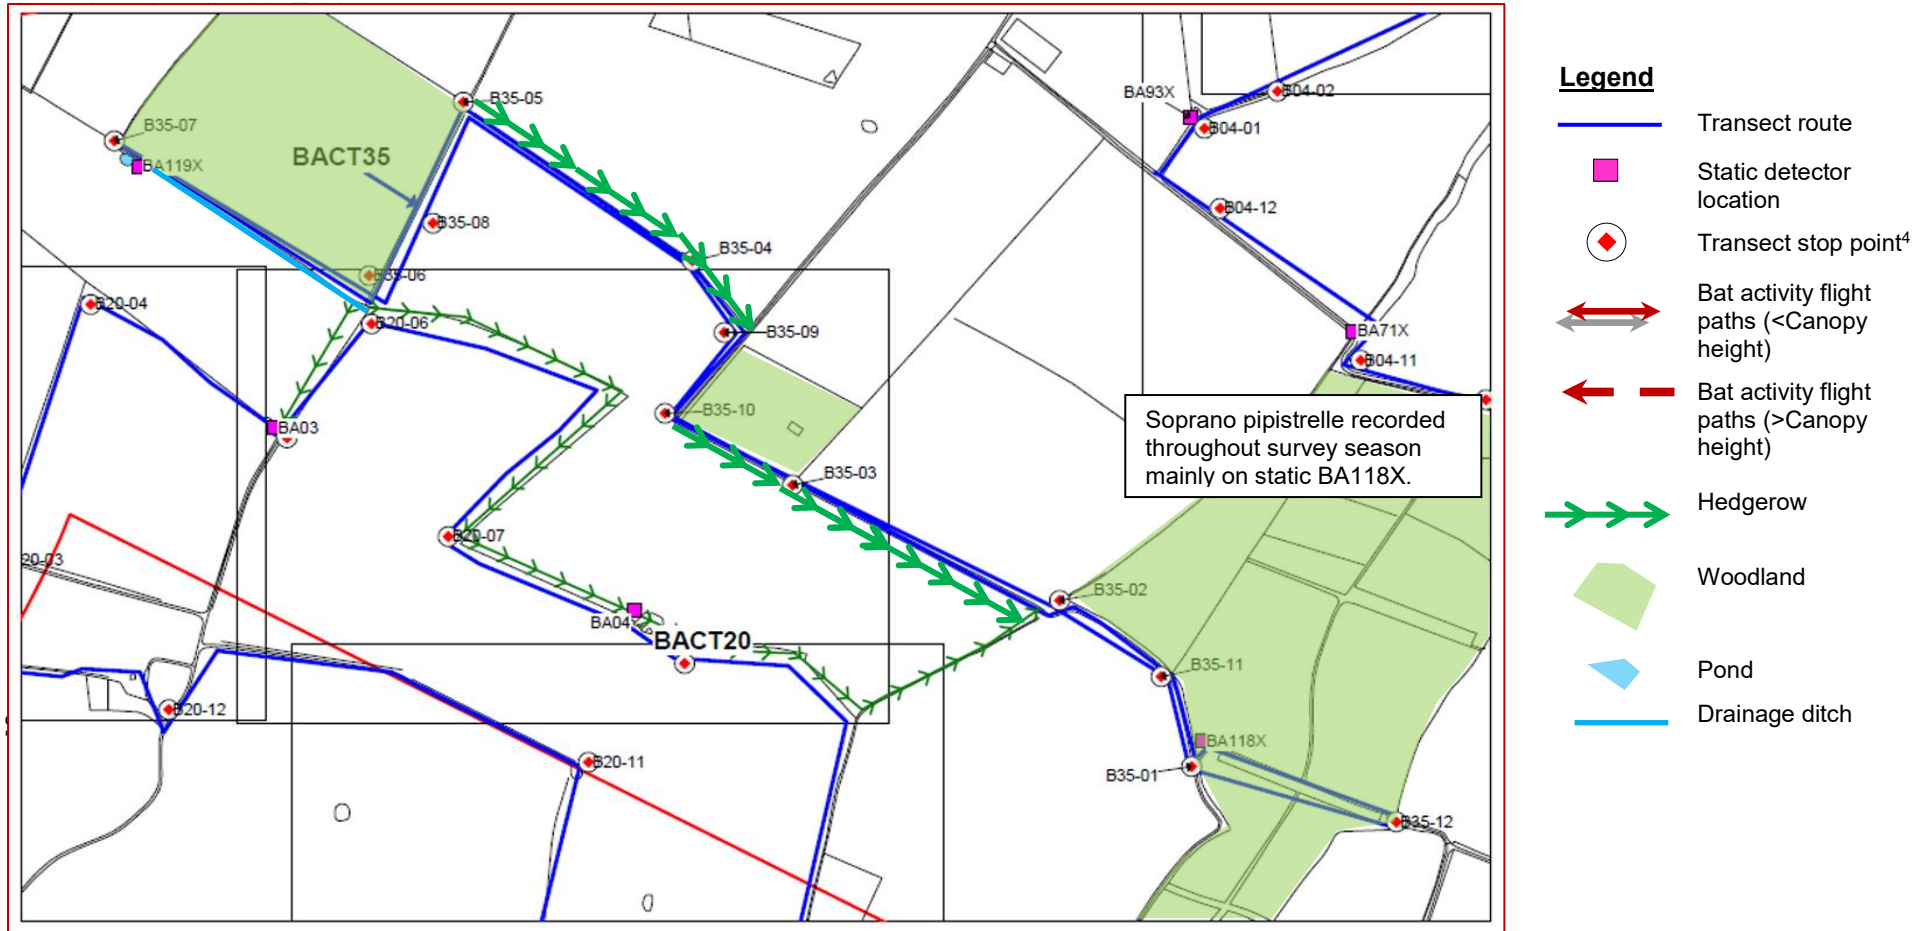 B35-05
B35-07
BA119X
BACT35
B35-08
B35-06
B35-04
B35-09
B35-10
B35-03
B35-02
B35-11
BA118X
B35-01
B35-12
BA93X
B04-02
B04-01
B04-12
BA71X
B04-11
B20-04
B20-06
BA03
B20-07
20-03
BA04
BACT20
B20-12
B20-11
Soprano pipistrelle recorded
throughout survey season
mainly on static BA118X.
Legend
Transect route
Static detector
location
Transect stop point4
Bat activity flight
paths (<Canopy
height)
Bat activity flight
paths (>Canopy
height)
Hedgerow
Woodland
Pond
Drainage ditch